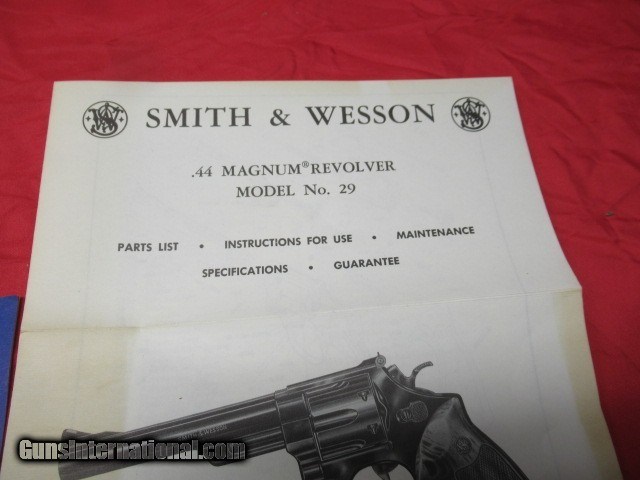 SMITH & WESSON
.44 MAGNUM® REVOLVER
MODEL No. 29
PARTS LIST • INSTRUCTIONS FOR USE • MAINTENANCE
SPECIFICATIONS • GUARANTEE
GunsInternational.com